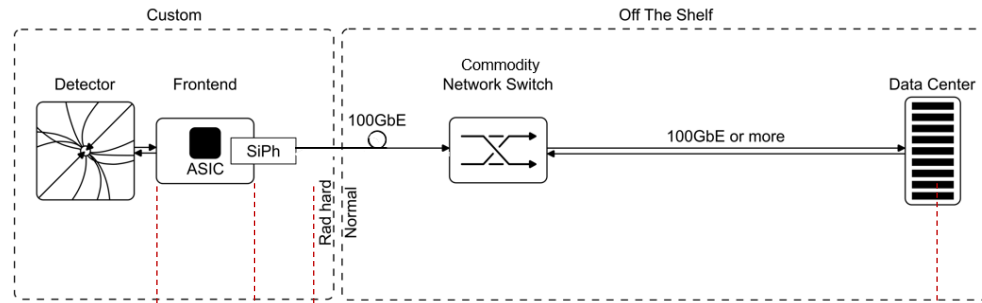 Custom
Off The Shelf
Detector
Frontend
Commodity
Network Switch
Data Center
100GbE
100GbE or more
SiPh
ASIC
Rad hard
Normal